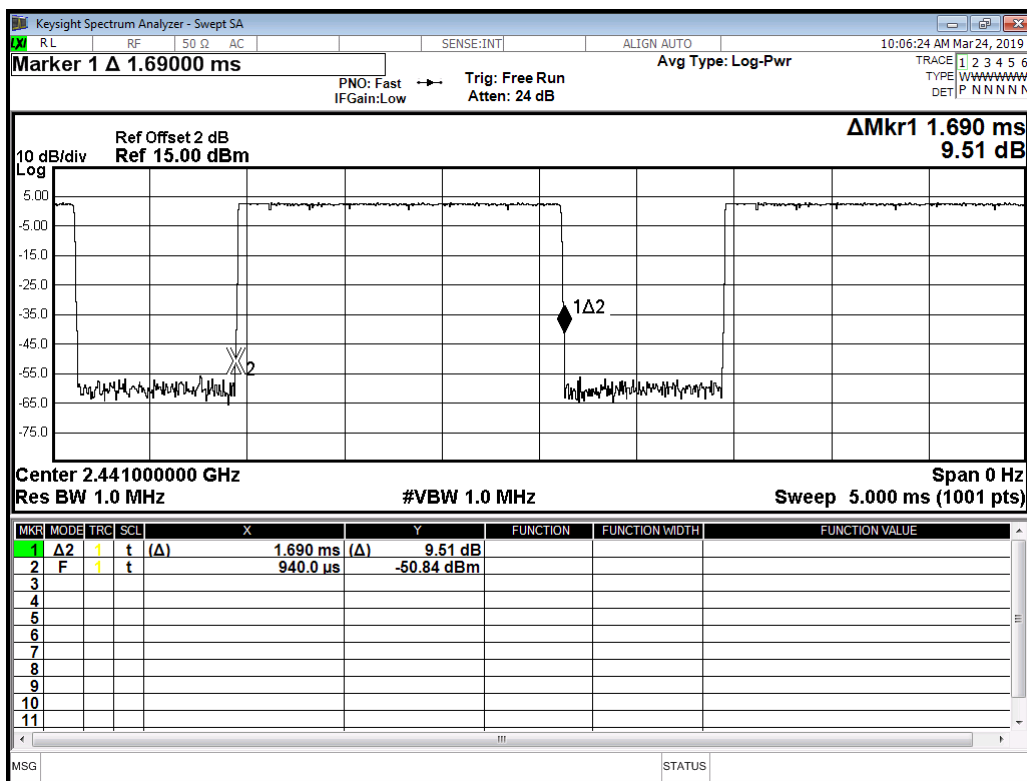 Keysight Spectrum Analyzer - Swept SA
LXI RL RF 50 Ω AC SENSE:INT ALIGN AUTO 10:06:24 AM Mar 24, 2019
Marker 1 Δ 1.69000 ms
PNO: Fast
IFGain:Low
Trig: Free Run
Atten: 24 dB
Avg Type: Log-Pwr
TRACE 1 2 3 4 5 6
TYPE WWWWWW
DET P N N N N N
ΔMkr1 1.690 ms
9.51 dB
10 dB/div
Log
Ref Offset 2 dB
Ref 15.00 dBm
5.00
-5.00
-15.0
-25.0
-35.0
-45.0
-55.0
-65.0
-75.0
1Δ2
2
Center 2.441000000 GHz Span 0 Hz
Res BW 1.0 MHz #VBW 1.0 MHz Sweep 5.000 ms (1001 pts)
MKR MODE TRC SCL X Y FUNCTION FUNCTION WIDTH FUNCTION VALUE
1 Δ2 1 t (Δ) 1.690 ms (Δ) 9.51 dB
2 F 1 t 940.0 µs -50.84 dBm
3
4
5
6
7
8
9
10
11
MSG STATUS